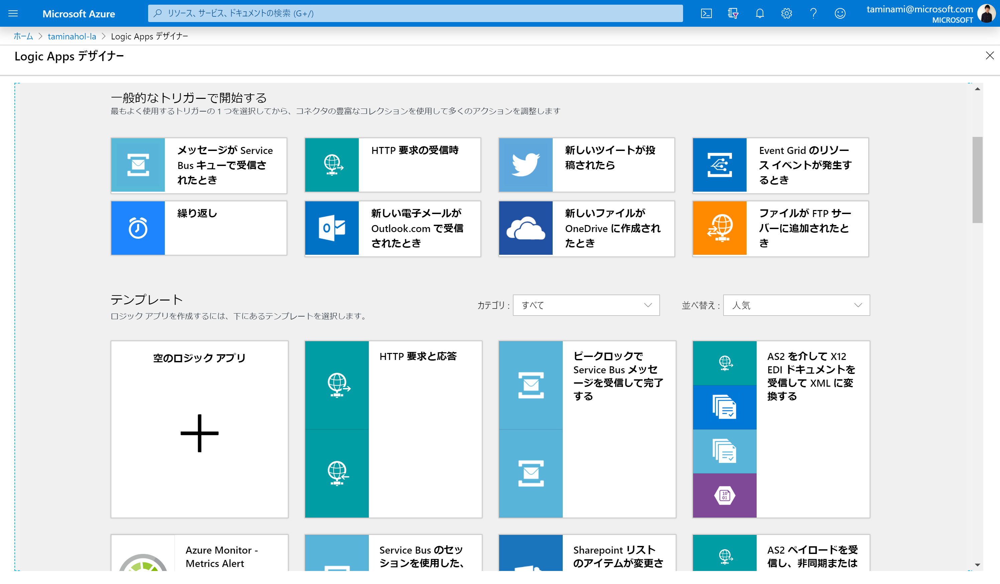 Microsoft Azure
リソース、サービス、ドキュメントの検索 (G+/)
taminami@microsoft.com
MICROSOFT
ホーム > taminahol-la > Logic Apps デザイナー
Logic Apps デザイナー
一般的なトリガーで開始する
最もよく使用するトリガーの 1 つを選択してから、コネクタの豊富なコレクションを使用して多くのアクションを調整します
メッセージが Service
Bus キューで受信さ
れたとき
HTTP 要求の受信時
新しいツイートが投
稿されたら
Event Grid のリソー
ス イベントが発生す
るとき
繰り返し
新しい電子メールが
Outlook.com で受信
されたとき
新しいファイルが
OneDrive に作成され
たとき
ファイルが FTP サー
バーに追加されたと
き
テンプレート
ロジック アプリを作成するには、下にあるテンプレートを選択します。
カテゴリ :
すべて
並べ替え :
人気
空のロジック アプリ
HTTP 要求と応答
ピークロックで
Service Bus メッセ
ージを受信して完了
する
AS2 を介して X12
EDI ドキュメントを
受信して XML に変
換する
10
01
Azure Monitor -
Metrics Alert
Service Bus のセッ
ションを使用した、
Sharepoint リスト
のアイテムが変更さ
AS2 ペイロードを受
信し、非同期または